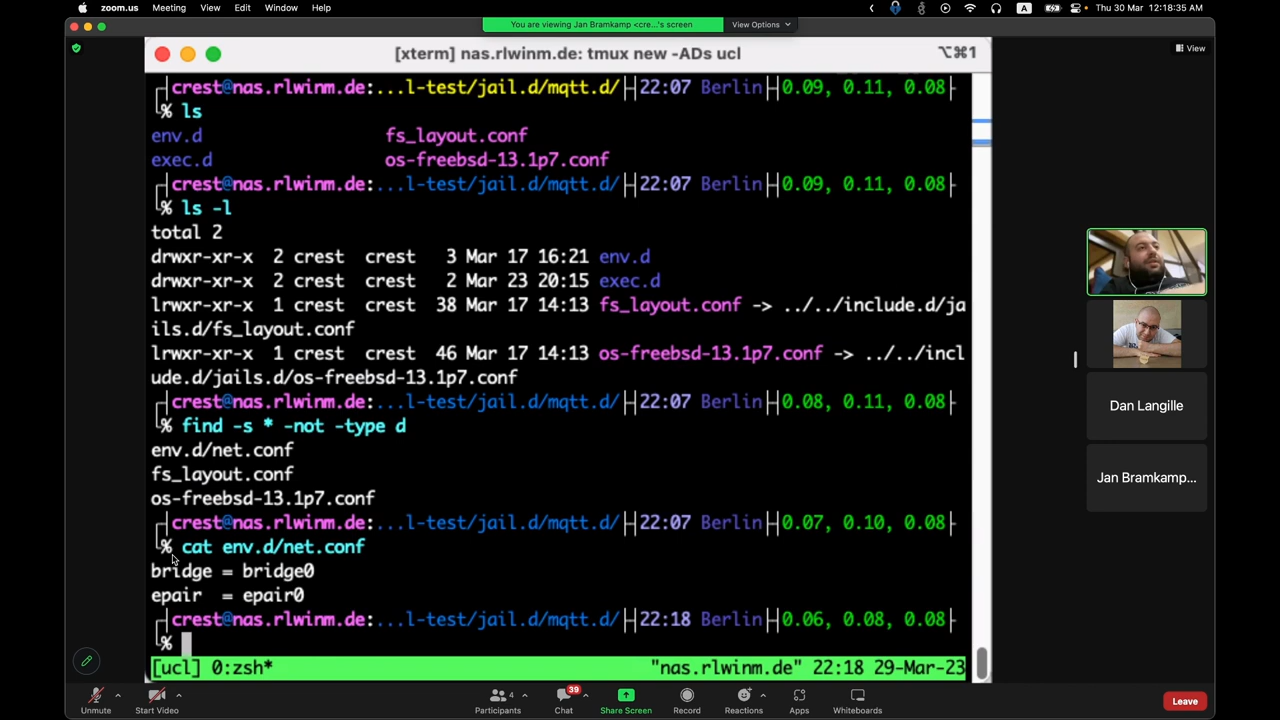 zoom.us Meeting View Edit Window Help
A
Thu 30 Mar 12:18:35 AM
You are viewing Jan Bramkamp <cre...'s screen
View Options
View
[xterm] nas.rlwinm.de: tmux new -ADs ucl
⌥⌘1
crest@nas.rlwinm.de:...l-test/jail.d/mqtt.d/ 22:07 Berlin 0.09, 0.11, 0.08
% ls
env.d fs_layout.conf
exec.d os-freebsd-13.1p7.conf
crest@nas.rlwinm.de:...l-test/jail.d/mqtt.d/ 22:07 Berlin 0.09, 0.11, 0.08
% ls -l
total 2
drwxr-xr-x 2 crest crest 3 Mar 17 16:21 env.d
drwxr-xr-x 2 crest crest 2 Mar 23 20:15 exec.d
lrwxr-xr-x 1 crest crest 38 Mar 17 14:13 fs_layout.conf -> ../../include.d/ja
ils.d/fs_layout.conf
lrwxr-xr-x 1 crest crest 46 Mar 17 14:13 os-freebsd-13.1p7.conf -> ../../incl
ude.d/jails.d/os-freebsd-13.1p7.conf
crest@nas.rlwinm.de:...l-test/jail.d/mqtt.d/ 22:07 Berlin 0.08, 0.11, 0.08
% find -s * -not -type d
env.d/net.conf
fs_layout.conf
os-freebsd-13.1p7.conf
crest@nas.rlwinm.de:...l-test/jail.d/mqtt.d/ 22:07 Berlin 0.07, 0.10, 0.08
% cat env.d/net.conf
bridge = bridge0
epair = epair0
crest@nas.rlwinm.de:...l-test/jail.d/mqtt.d/ 22:18 Berlin 0.06, 0.08, 0.08
%
[ucl] 0:zsh* "nas.rlwinm.de" 22:18 29-Mar-23
Dan Langille
Jan Bramkamp...
4
39
Unmute Start Video Participants Chat Share Screen Record Reactions Apps Whiteboards Leave